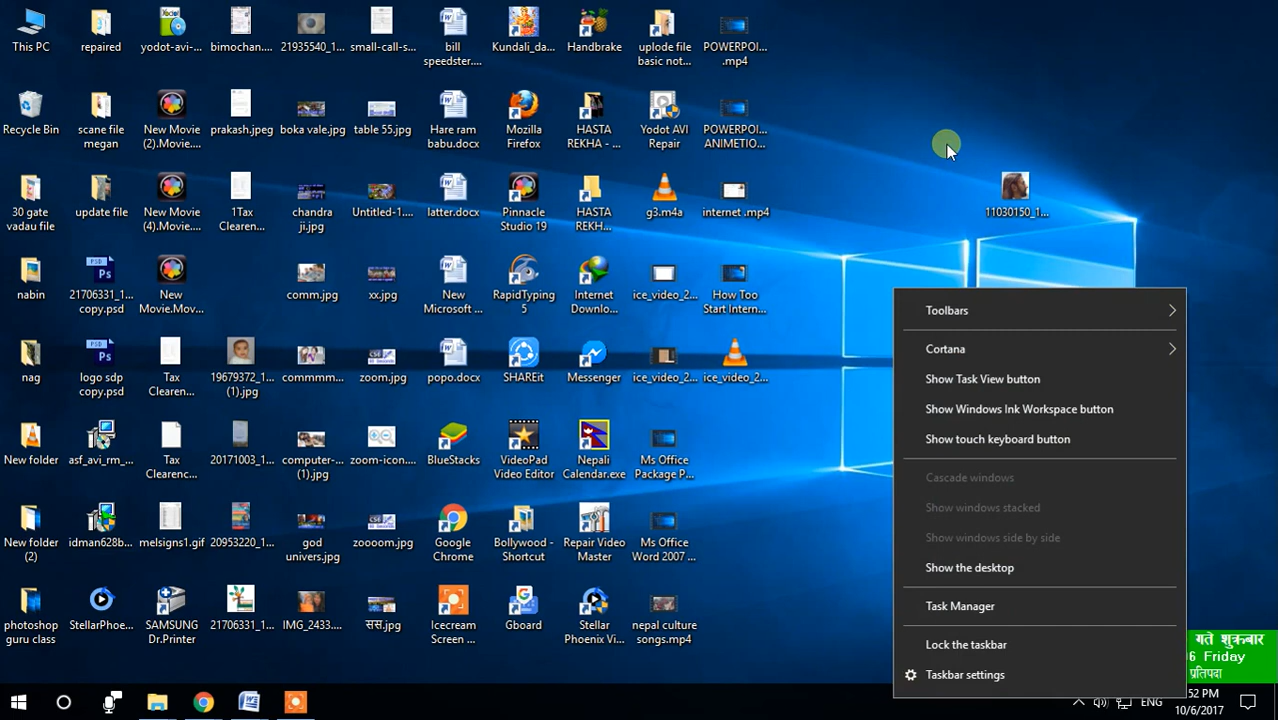 This PC
repaired
yodot-avi-...
bimochan....
21935540_1...
small-call-s...
bill
speedster....
Kundali_da...
Handbrake
uplode file
basic not...
POWERPOI...
.mp4
Recycle Bin
scane file
megan
New Movie
(2).Movie....
prakash.jpeg
boka vale.jpg
table 55.jpg
Hare ram
babu.docx
Mozilla
Firefox
HASTA
REKHA - ...
Yodot AVI
Repair
POWERPOI...
ANIMETIO...
30 gate
vadau file
update file
New Movie
(4).Movie....
1Tax
Clearen...
chandra
ji.jpg
Untitled-1....
latter.docx
Pinnacle
Studio 19
HASTA
REKH...
g3.m4a
internet .mp4
11030150_1...
nabin
21706331_1...
copy.psd
New
Movie.Mov...
comm.jpg
xx.jpg
New
Microsoft ...
RapidTyping
5
Internet
Downlo...
ice_video_2...
How Too
Start Intern...
nag
logo sdp
copy.psd
Tax
Clearen...
19679372_1...
(1).jpg
commmm...
zoom.jpg
popo.docx
SHAREit
Messenger
ice_video_2...
ice_video_2...
New folder
asf_avi_rm_...
Tax
Clearenc...
20171003_1...
computer-...
(1).jpg
zoom-icon....
BlueStacks
VideoPad
Video Editor
Nepali
Calendar.exe
Ms Office
Package P...
New folder
(2)
idman628b...
melsigns1.gif
20953220_1...
god
univers.jpg
zoooom.jpg
Google
Chrome
Bollywood -
Shortcut
Repair Video
Master
Ms Office
Word 2007 ...
photoshop
guru class
StellarPhoe...
SAMSUNG
Dr.Printer
21706331_1...
IMG_2433....
सस.jpg
Icecream
Screen ...
Gboard
Stellar
Phoenix Vi...
nepal culture
songs.mp4
Toolbars
Cortana
Show Task View button
Show Windows Ink Workspace button
Show touch keyboard button
Cascade windows
Show windows stacked
Show windows side by side
Show the desktop
Task Manager
Lock the taskbar
Taskbar settings
गते शुक्रबार
6 Friday
प्रतिपदा
ENG
:52 PM
10/6/2017